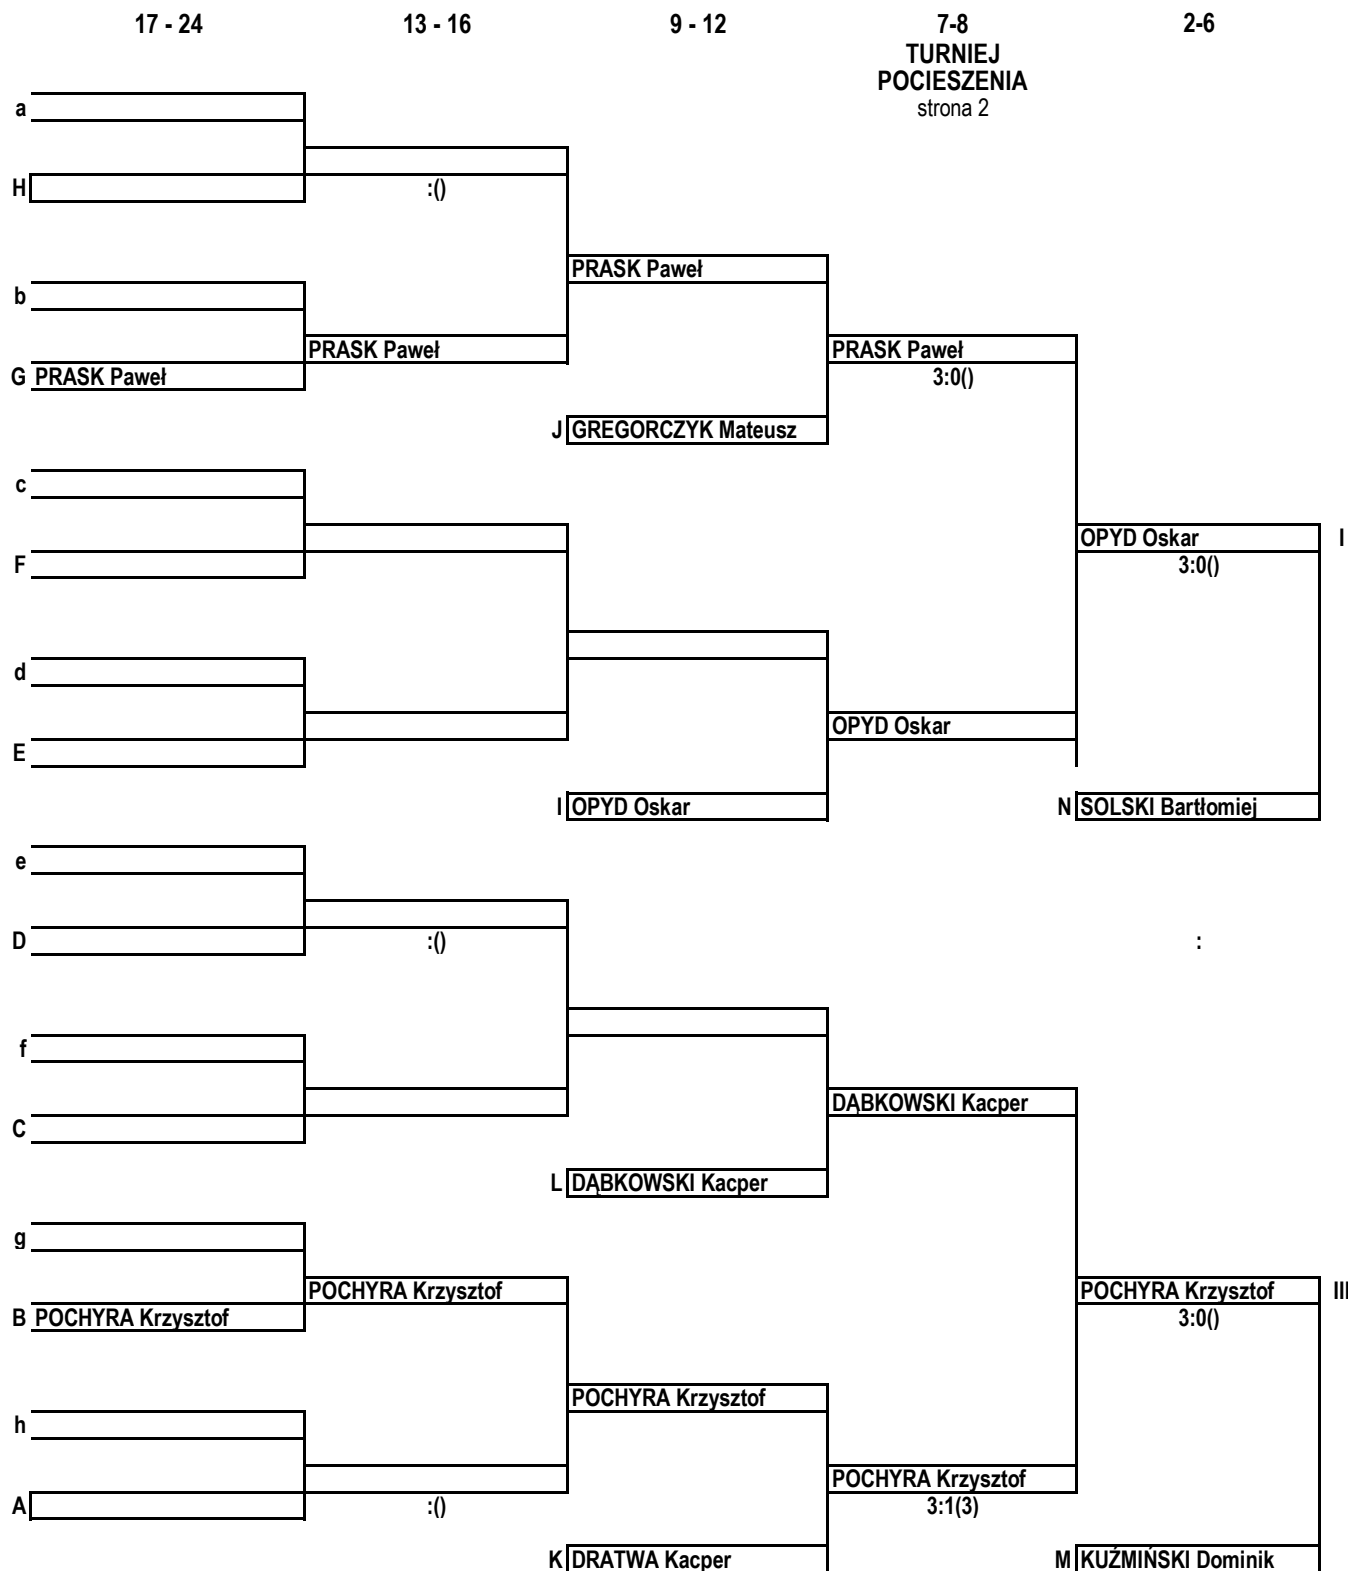 17 - 24 13 - 16 9 - 12 7-8 2-6
TURNIEJ
POCIESZENIA
strona 2
a
H :()
PRASK Paweł
b
PRASK Paweł PRASK Paweł
G PRASK Paweł 3:0()
J GREGORCZYK Mateusz
c
OPYD Oskar I
F 3:0()
d
OPYD Oskar
E
I OPYD Oskar N SOLSKI Bartłomiej
e
D :() :
f
DĄBKOWSKI Kacper
C
L DĄBKOWSKI Kacper
g
POCHYRA Krzysztof POCHYRA Krzysztof III
B POCHYRA Krzysztof 3:0()
POCHYRA Krzysztof
h
POCHYRA Krzysztof
A :() 3:1(3)
K DRATWA Kacper M KUŹMIŃSKI Dominik